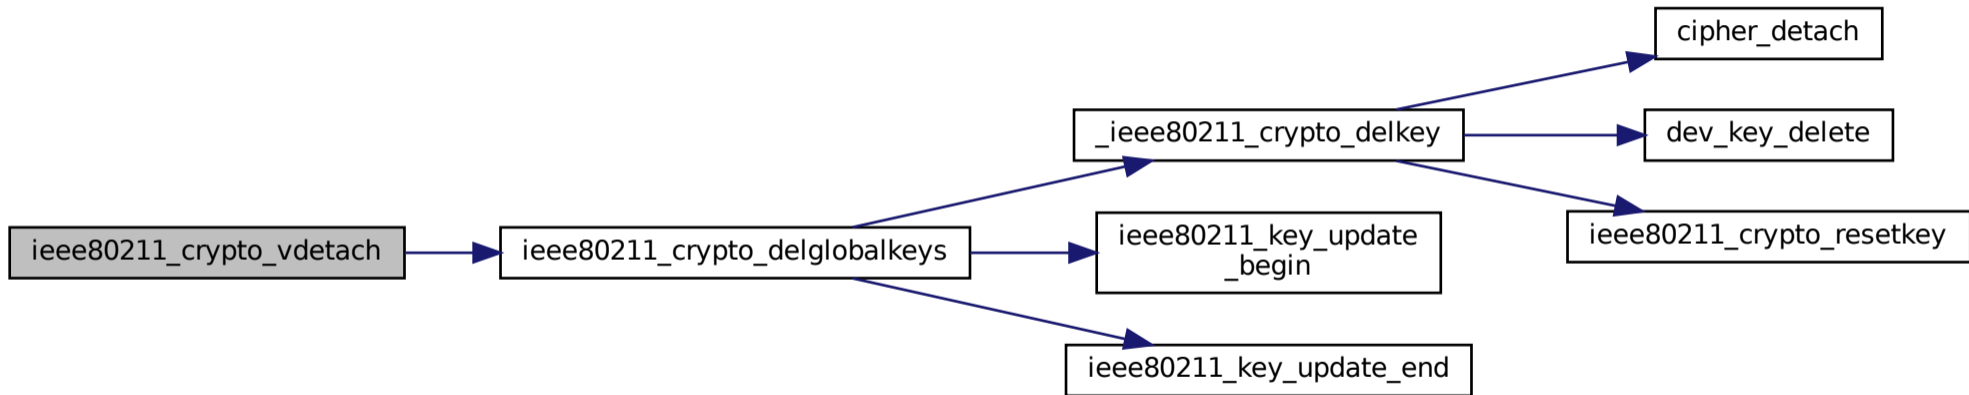 ieee80211_crypto_vdetach
ieee80211_crypto_delglobalkeys
_ieee80211_crypto_delkey
ieee80211_key_update
_begin
ieee80211_key_update_end
cipher_detach
dev_key_delete
ieee80211_crypto_resetkey